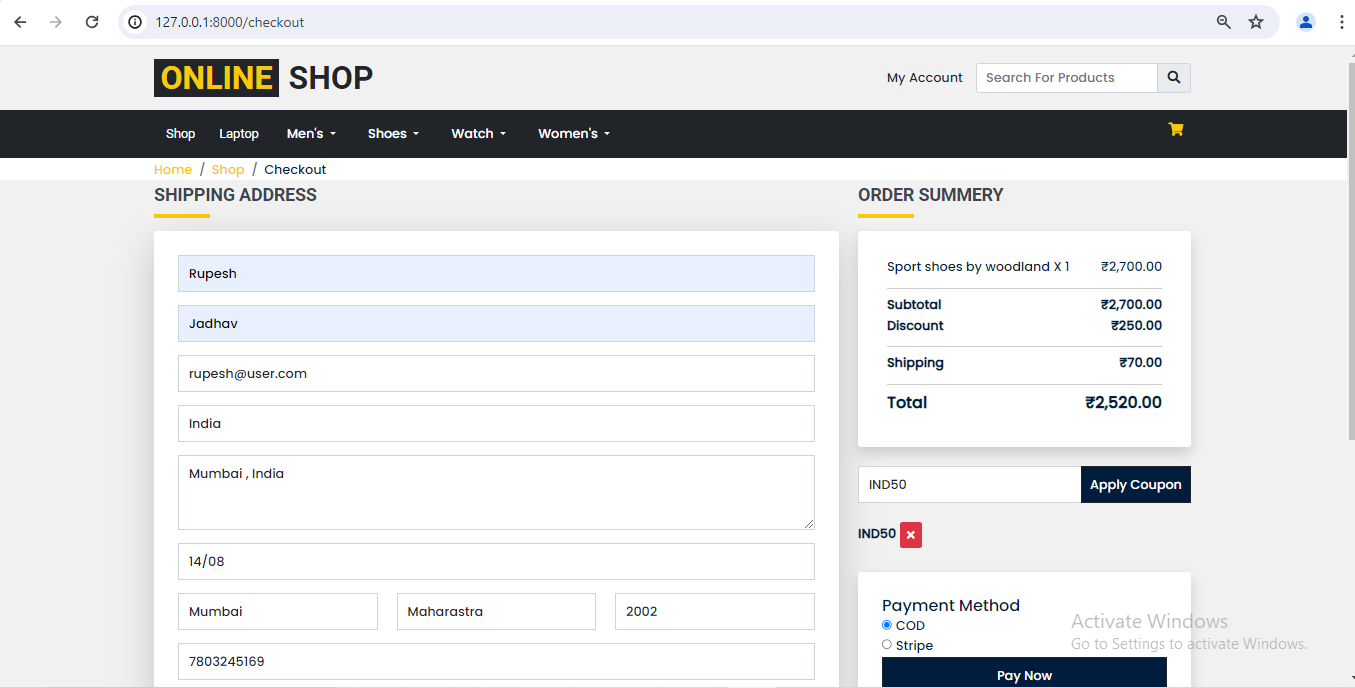 127.0.0.1:8000/checkout
ONLINE SHOP
My Account
Search For Products
Shop Laptop Men's Shoes Watch Women's
Home / Shop / Checkout
SHIPPING ADDRESS
Rupesh
Jadhav
rupesh@user.com
India
Mumbai , India
14/08
Mumbai Maharastra 2002
7803245169
ORDER SUMMERY
Sport shoes by woodland X 1 ₹2,700.00
Subtotal ₹2,700.00
Discount ₹250.00
Shipping ₹70.00
Total ₹2,520.00
IND50 Apply Coupon
IND50 ×
Payment Method
COD
Stripe
Pay Now
Activate Windows
Go to Settings to activate Windows.